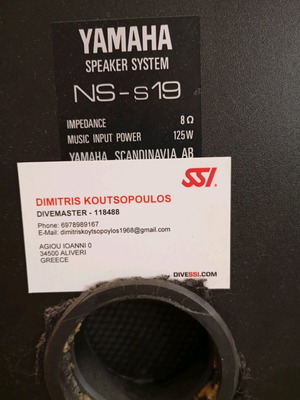 YAMAHA
SPEAKER SYSTEM
NS-s19
IMPEDANCE 8Ω
MUSIC INPUT POWER 125W
YAMAHA SCANDINAVIA AB
SSI
DIMITRIS KOUTSOPOULOS
DIVEMASTER - 118488
Phone: 6978989167
E-Mail: dimitriskoytsopoylos1968@gmail.com
AGIOU IOANNI 0
34500 ALIVERI
GREECE
DIVESSI.COM